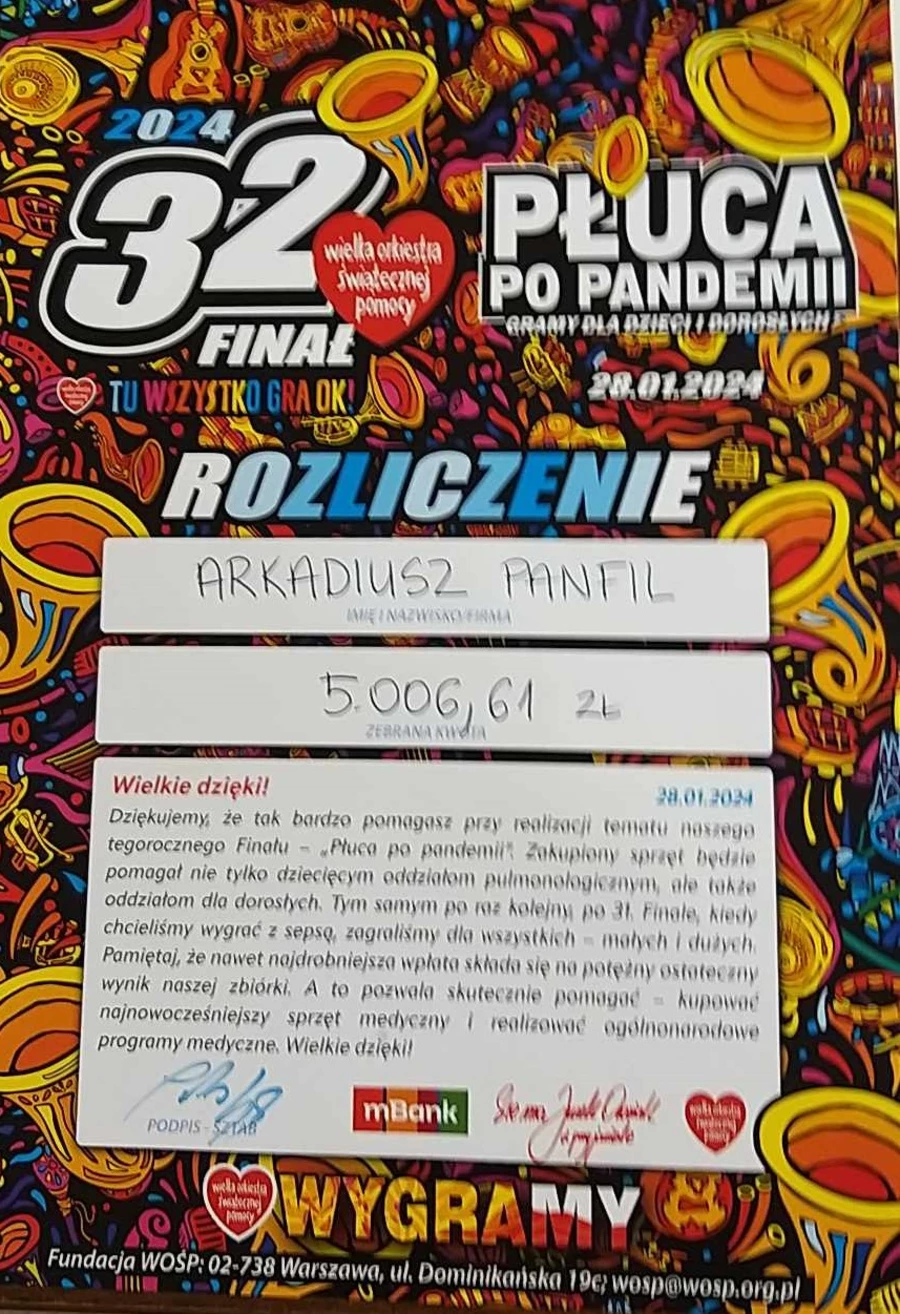 2024
32
FINAŁ
wielka orkiestra
świątecznej
pomocy
TU WSZYSTKO GRA OK!
PŁUCA
PO PANDEMII
GRAMY DLA DZIECI I DOROSŁYCH!
28.01.2024
ROZLICZENIE
ARKADIUSZ PANFIL
IMIĘ I NAZWISKO/FIRMA
5.006,61 ZŁ
ZEBRANA KWOTA
Wielkie dzięki!
28.01.2024
Dziękujemy, że tak bardzo pomagasz przy realizacji tematu naszego
tegorocznego Finału – „Płuca po pandemii". Zakupiony sprzęt będzie
pomagał nie tylko dziecięcym oddziałom pulmonologicznym, ale także
oddziałom dla dorosłych. Tym samym po raz kolejny, po 31. Finale, kiedy
chcieliśmy wygrać z sepsą, zagraliśmy dla wszystkich – małych i dużych.
Pamiętaj, że nawet najdrobniejsza wpłata składa się na potężny ostateczny
wynik naszej zbiórki. A to pozwala skutecznie pomagać – kupować
najnowocześniejszy sprzęt medyczny i realizować ogólnonarodowe
programy medyczne. Wielkie dzięki!
PODPIS - SZTAB
mBank
wielka orkiestra
świątecznej
pomocy
WYGRAMY
Fundacja WOŚP: 02-738 Warszawa, ul. Dominikańska 19c; wosp@wosp.org.pl